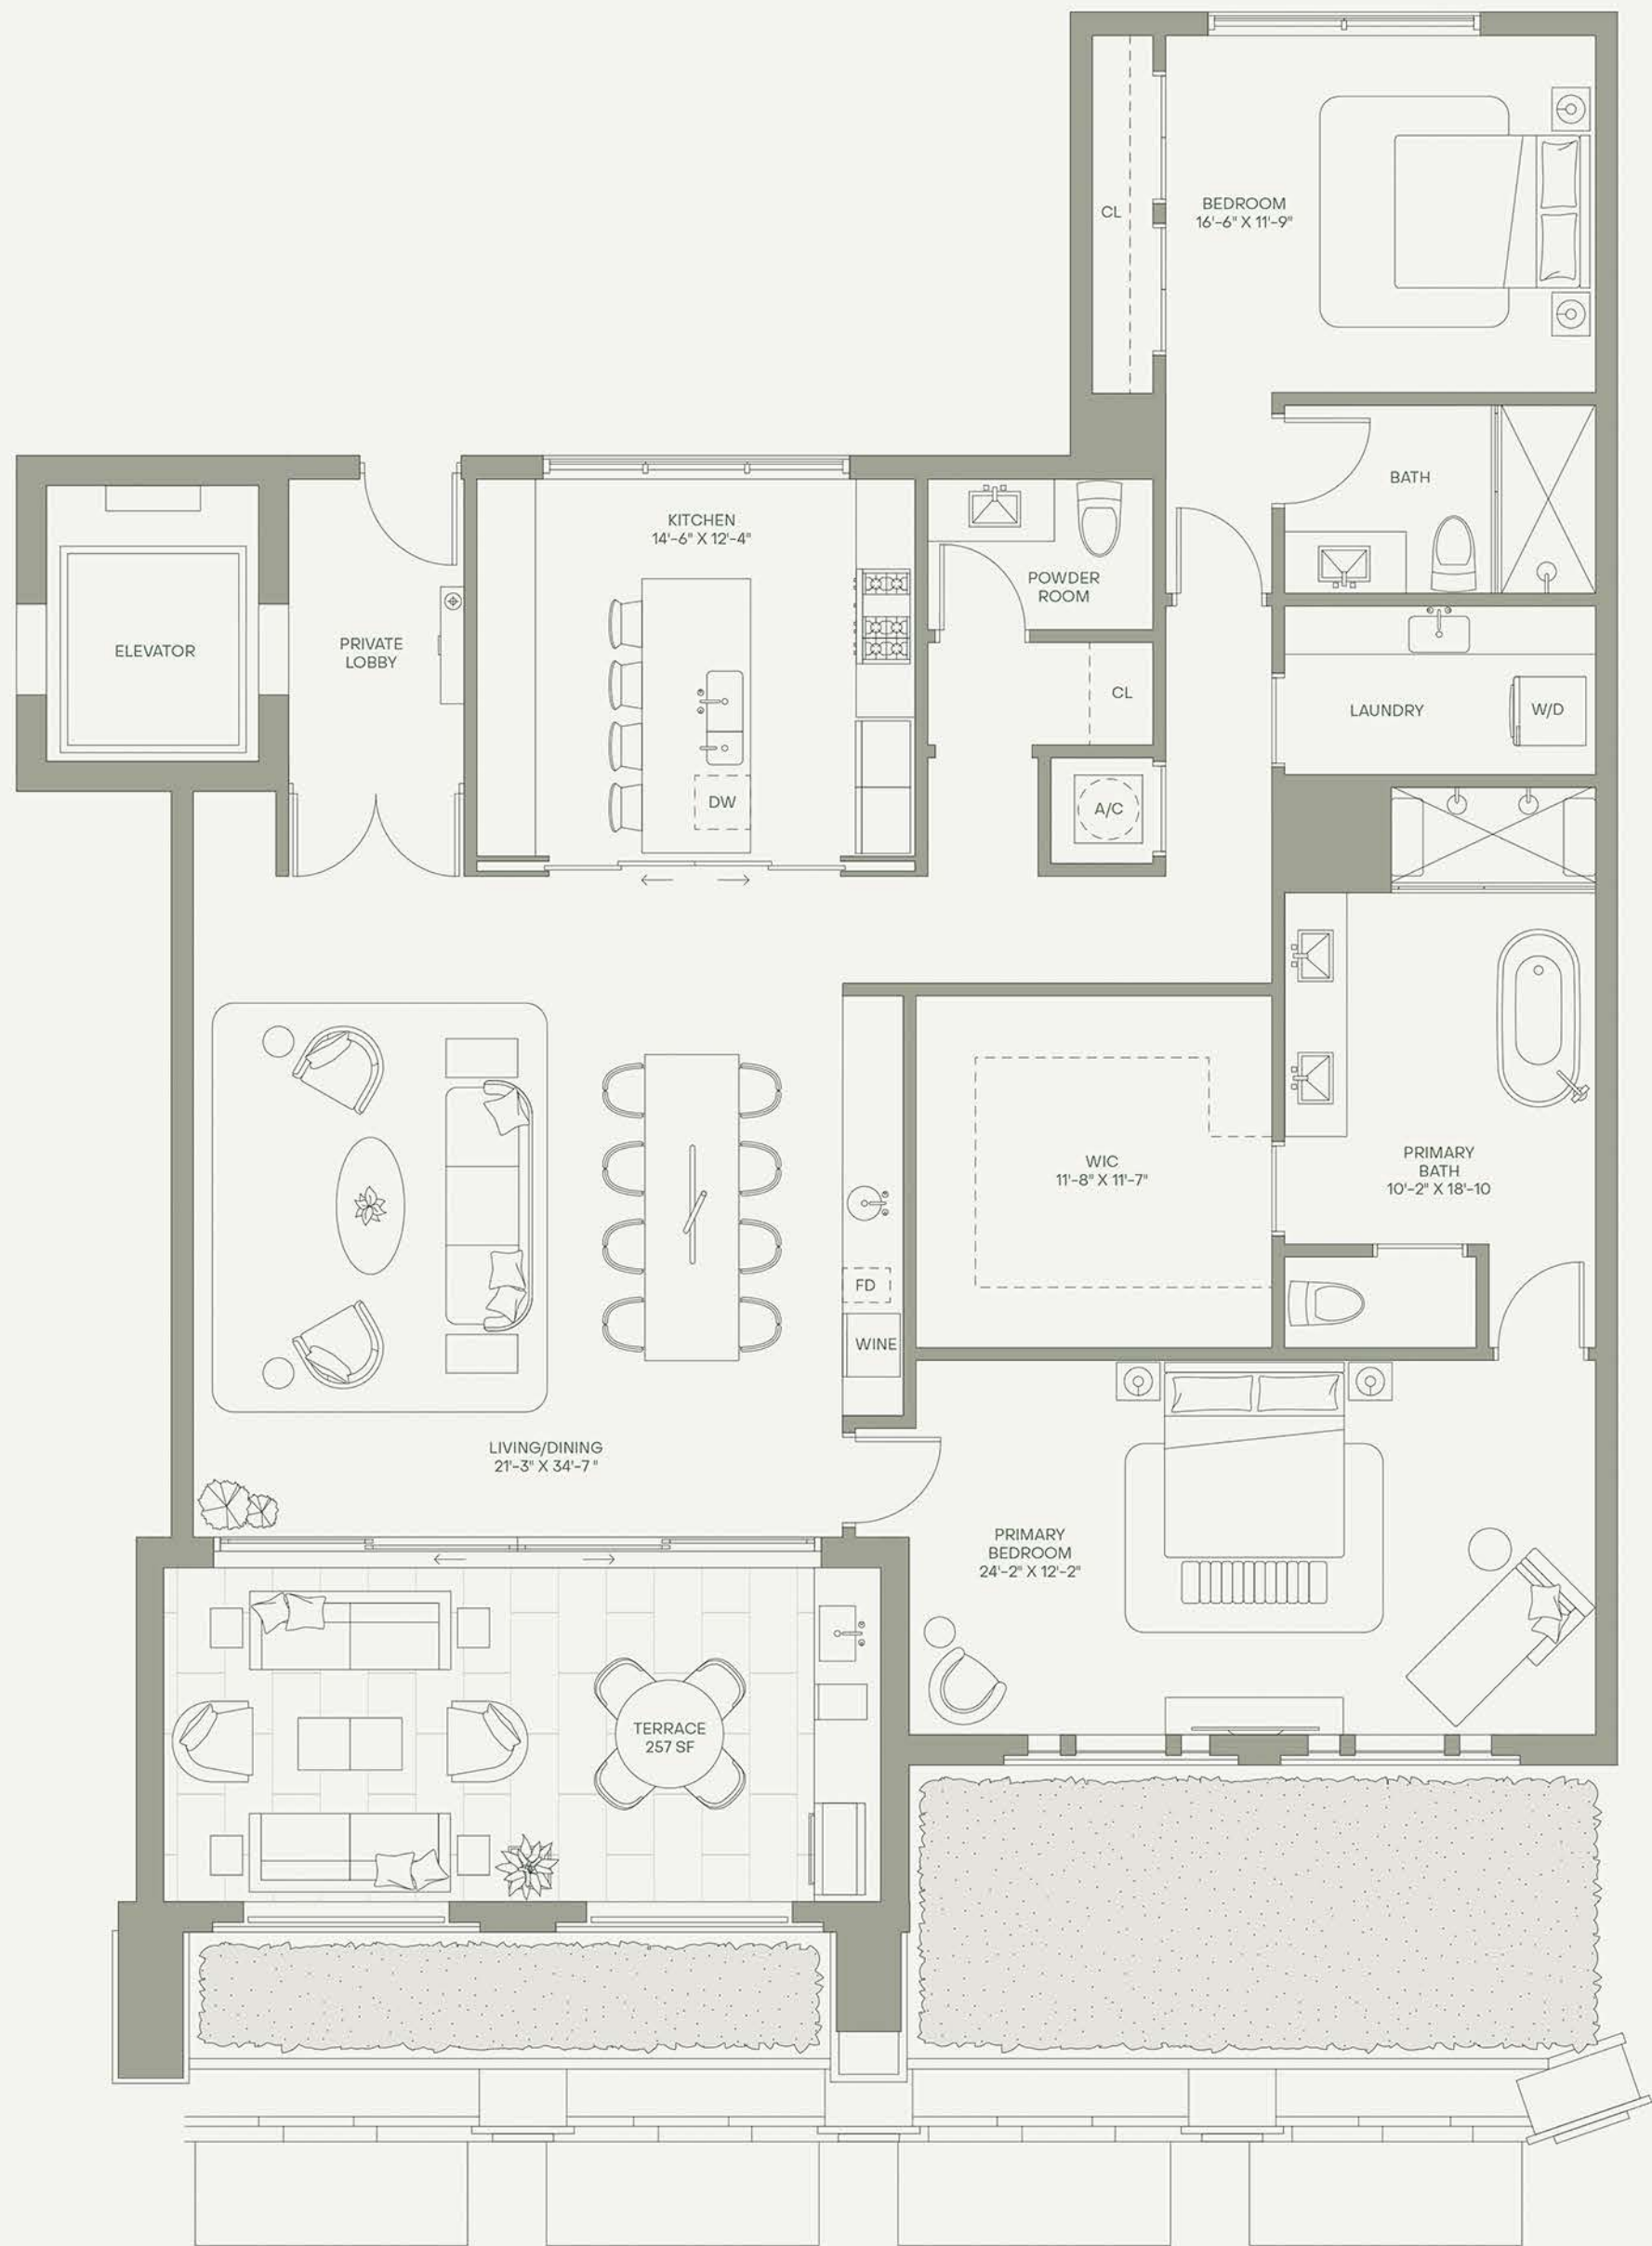 CL
BEDROOM
16'-6" X 11'-9"
BATH
KITCHEN
14'-6" X 12'-4"
POWDER
ROOM
ELEVATOR
PRIVATE
LOBBY
CL
LAUNDRY
W/D
DW
A/C
PRIMARY
BATH
10'-2" X 18'-10
WIC
11'-8" X 11'-7"
FD
WINE
LIVING/DINING
21'-3" X 34'-7 "
PRIMARY
BEDROOM
24'-2" X 12'-2"
TERRACE
257 SF